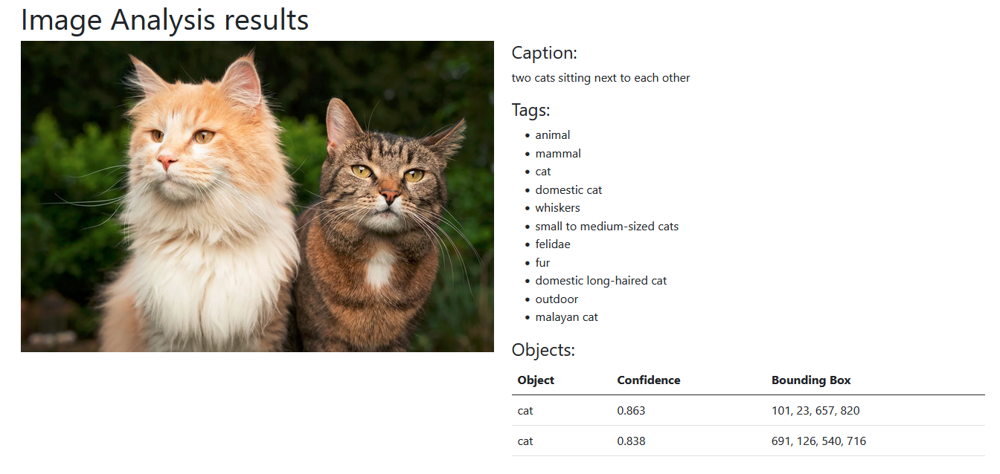 Image Analysis results
Caption:
two cats sitting next to each other
Tags:
animal
mammal
cat
domestic cat
whiskers
small to medium-sized cats
felidae
fur
domestic long-haired cat
outdoor
malayan cat
Objects:
Object Confidence Bounding Box
cat 0.863 101, 23, 657, 820
cat 0.838 691, 126, 540, 716